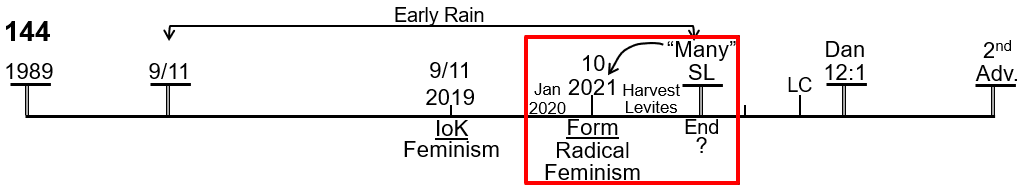 Early Rain
144
1989
9/11
9/11
2019
IoK
Feminism
Jan
2020
10
2021
Form
Radical
Feminism
Harvest
Levites
“Many”
SL
End
?
LC
Dan
12:1
2nd
Adv.